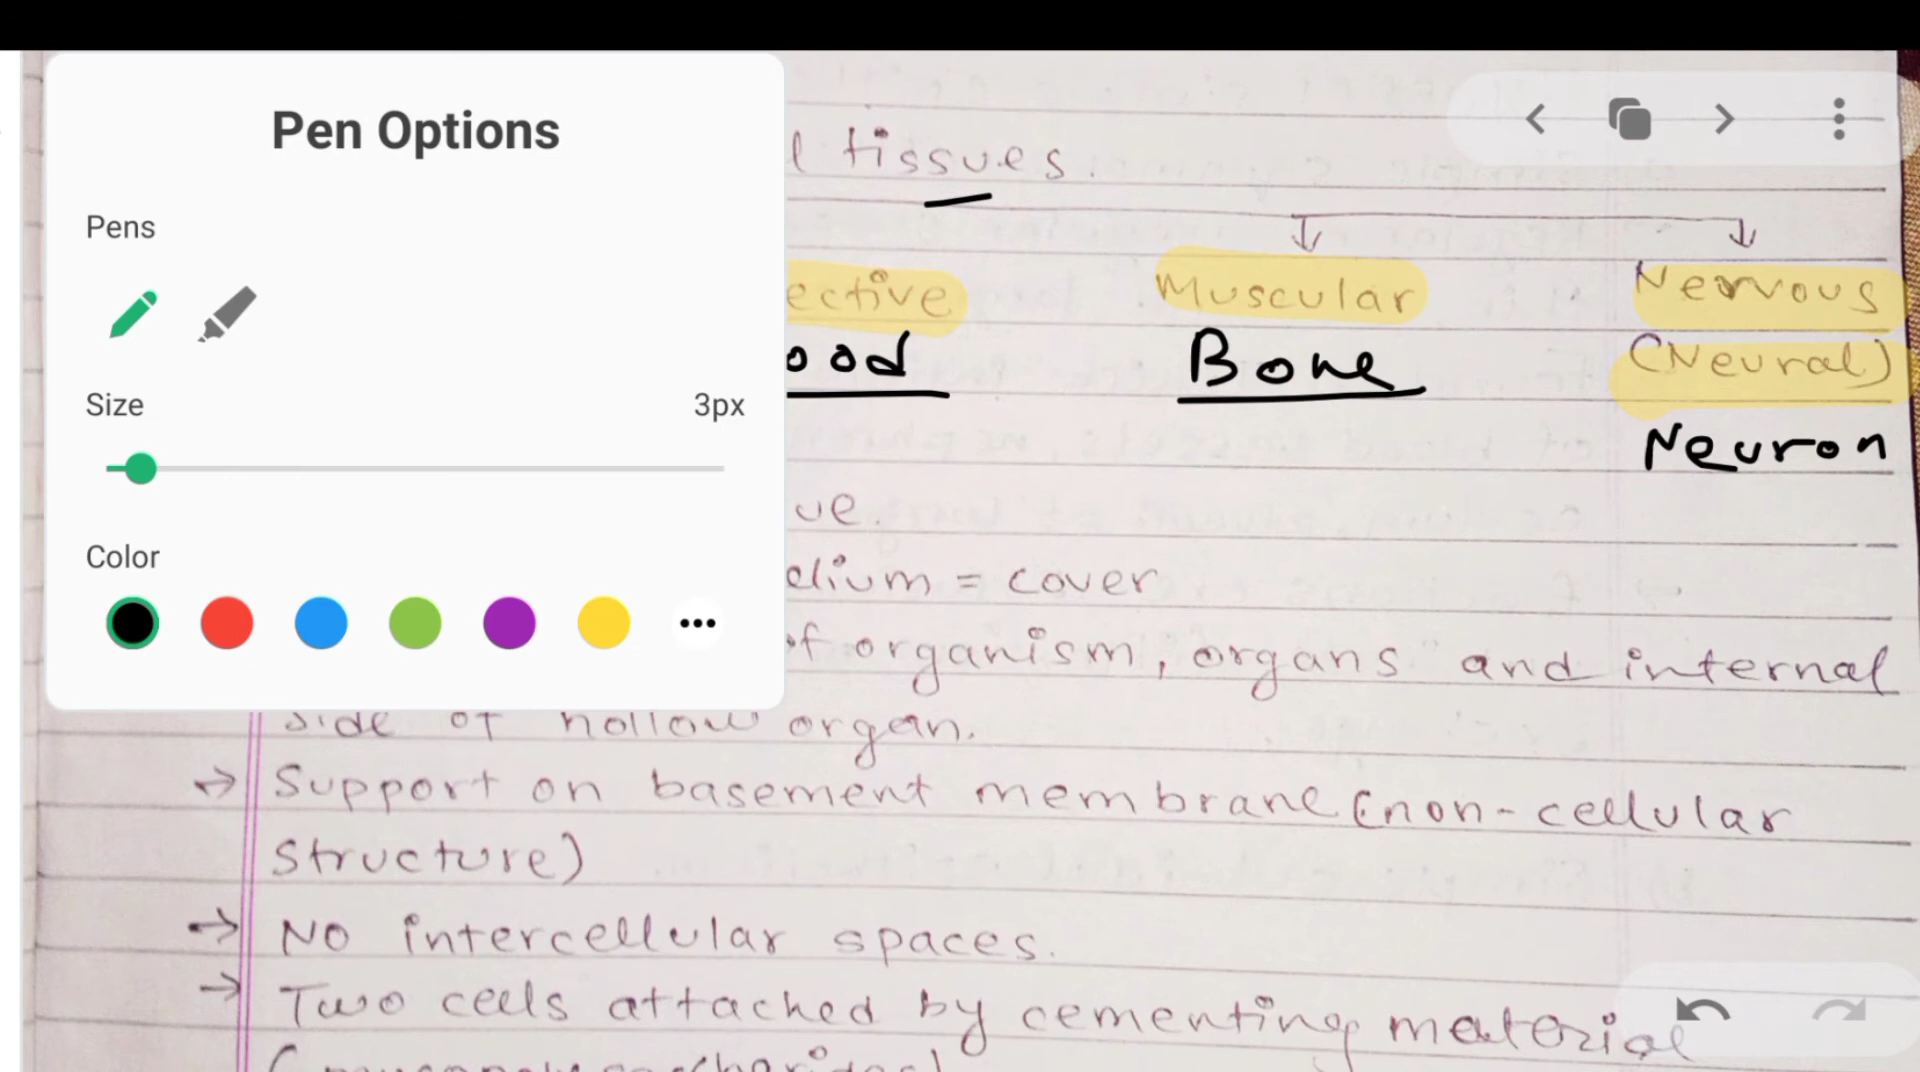 Pen Options
Pens
Size 3px
Color
l tissues.
ective Muscular Nervous
ood Bone (Neural)
Neuron
ue.
elium = cover
of organism, organs and internal
side of hollow organ.
→ Support on basement membrane (non-cellular
structure)
→ No intercellular spaces.
→ Two cells attached by cementing material